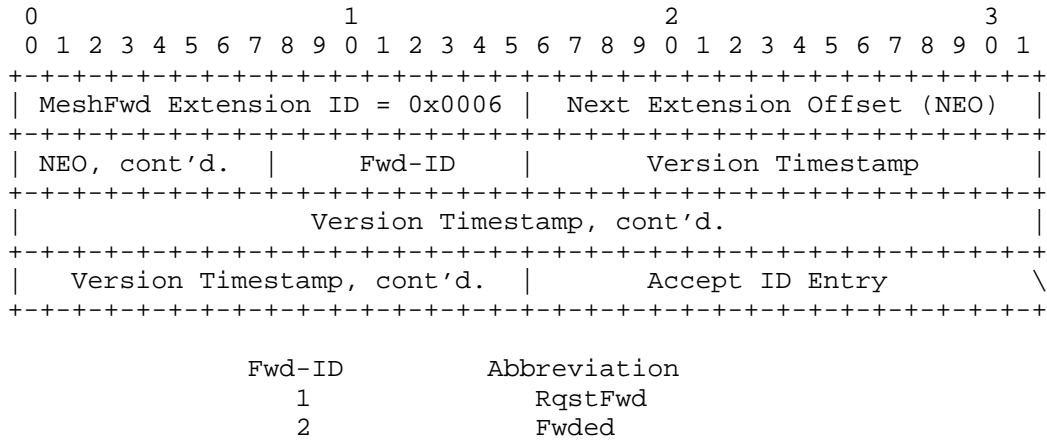 0                   1                   2                   3
 0 1 2 3 4 5 6 7 8 9 0 1 2 3 4 5 6 7 8 9 0 1 2 3 4 5 6 7 8 9 0 1
+-+-+-+-+-+-+-+-+-+-+-+-+-+-+-+-+-+-+-+-+-+-+-+-+-+-+-+-+-+-+-+-+
| MeshFwd Extension ID = 0x0006 |  Next Extension Offset (NEO)  |
+-+-+-+-+-+-+-+-+-+-+-+-+-+-+-+-+-+-+-+-+-+-+-+-+-+-+-+-+-+-+-+-+
| NEO, cont’d.  |     Fwd-ID    |       Version Timestamp       |
+-+-+-+-+-+-+-+-+-+-+-+-+-+-+-+-+-+-+-+-+-+-+-+-+-+-+-+-+-+-+-+-+
|                  Version Timestamp, cont’d.                   |
+-+-+-+-+-+-+-+-+-+-+-+-+-+-+-+-+-+-+-+-+-+-+-+-+-+-+-+-+-+-+-+-+
|   Version Timestamp, cont’d.  |       Accept ID Entry         \
+-+-+-+-+-+-+-+-+-+-+-+-+-+-+-+-+-+-+-+-+-+-+-+-+-+-+-+-+-+-+-+-+
Fwd-ID         Abbreviation
1              RqstFwd
2              Fwded